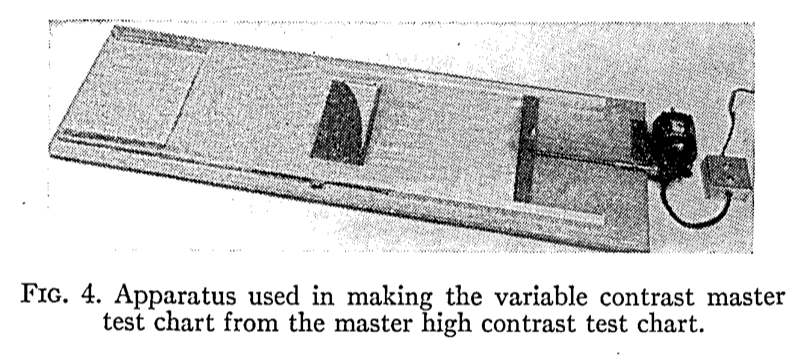 FIG. 4. Apparatus used in making the variable contrast master
test chart from the master high contrast test chart.